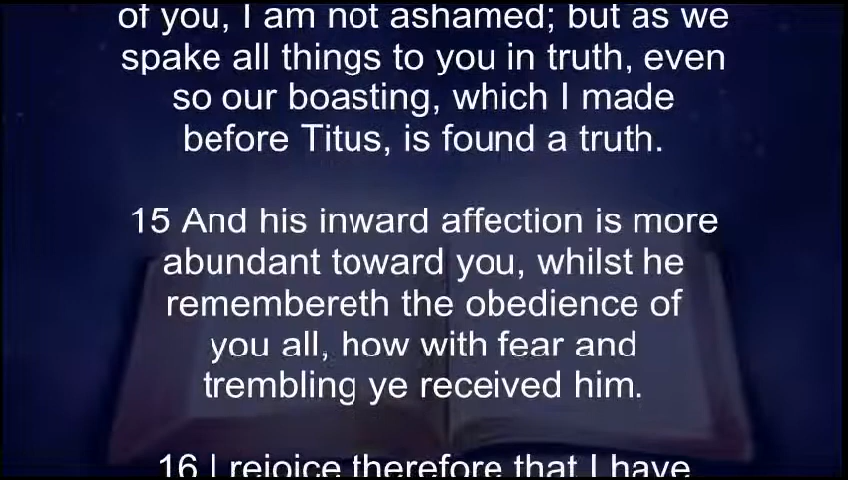 of you, I am not ashamed; but as we
spake all things to you in truth, even
so our boasting, which I made
before Titus, is found a truth.
15 And his inward affection is more
abundant toward you, whilst he
remembereth the obedience of
you all, how with fear and
trembling ye received him.
16 I rejoice therefore that I have